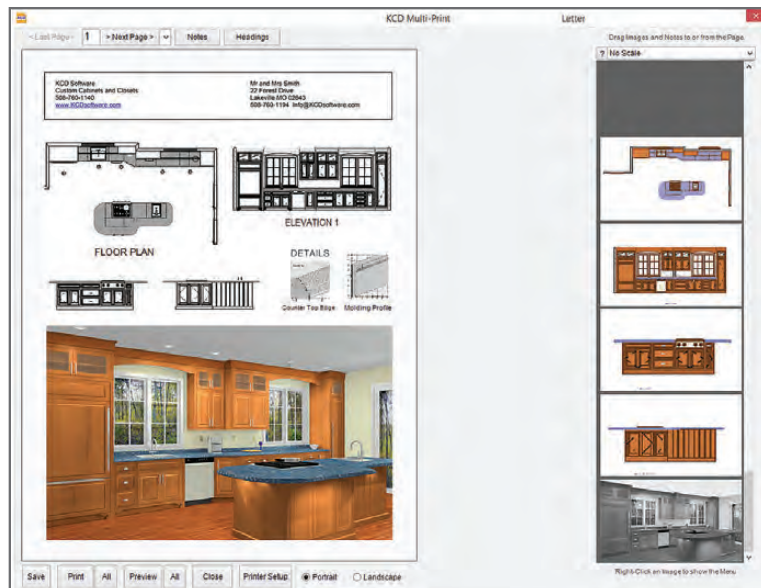 KCD Multi-Print Letter
< Last Page - 1 > Next Page > Notes Headings
Drag Images and Notes to or from the Page.
? No Scale
KCD Software
Custom Cabinets and Closets
508-760-1140
www.KCDsoftware.com
Mr and Mrs Smith
22 Forest Drive
Lakeville MO 02643
508-760-1194 info@KCDsoftware.com
FLOOR PLAN
ELEVATION 1
DETAILS
Counter Top Edge
Molding Profile
Right-Click an Image to show the Menu
Save Print All Preview All Close Printer Setup Portrait Landscape